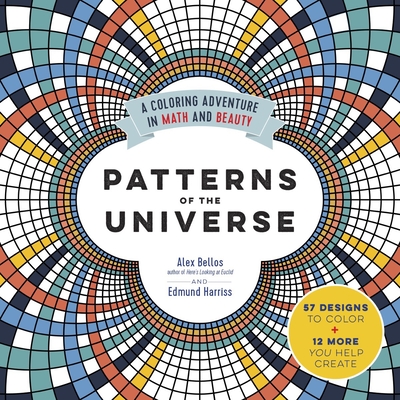 A COLORING ADVENTURE
IN MATH AND BEAUTY
PATTERNS
OF THE
UNIVERSE
Alex Bellos
author of Here's Looking at Euclid
AND
Edmund Harriss
57 DESIGNS
TO COLOR
+
12 MORE
YOU HELP
CREATE